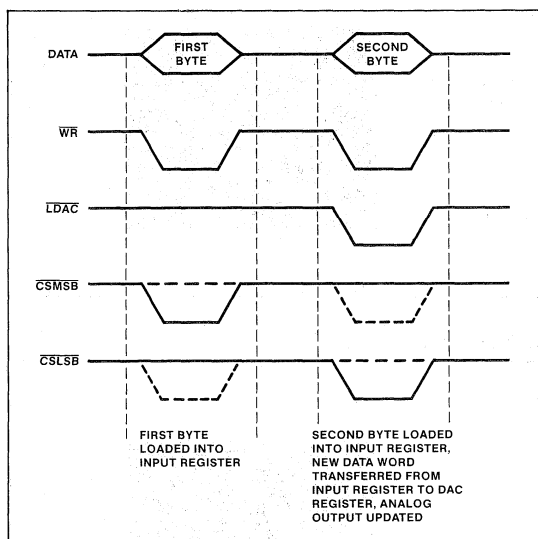 DATA
FIRST
BYTE
SECOND
BYTE
WR
LDAC
CSMSB
CSLSB
FIRST BYTE
LOADED INTO
INPUT REGISTER
SECOND BYTE LOADED
INTO INPUT REGISTER,
NEW DATA WORD
TRANSFERRED FROM
INPUT REGISTER TO DAC
REGISTER, ANALOG
OUTPUT UPDATED